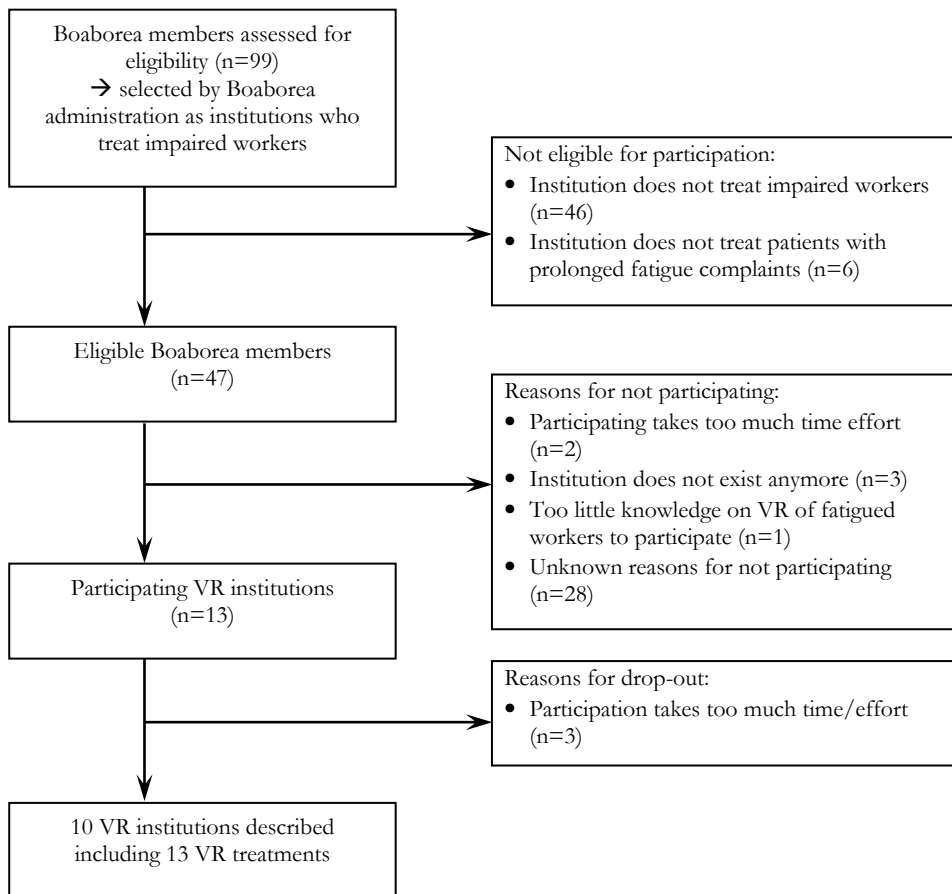 Boaborea members assessed for
eligibility (n=99)
→ selected by Boaborea
administration as institutions who
treat impaired workers
Not eligible for participation:
• Institution does not treat impaired workers
(n=46)
• Institution does not treat patients with
prolonged fatigue complaints (n=6)
Eligible Boaborea members
(n=47)
Reasons for not participating:
• Participating takes too much time effort
(n=2)
• Institution does not exist anymore (n=3)
• Too little knowledge on VR of fatigued
workers to participate (n=1)
• Unknown reasons for not participating
(n=28)
Participating VR institutions
(n=13)
Reasons for drop-out:
• Participation takes too much time/effort
(n=3)
10 VR institutions described
including 13 VR treatments